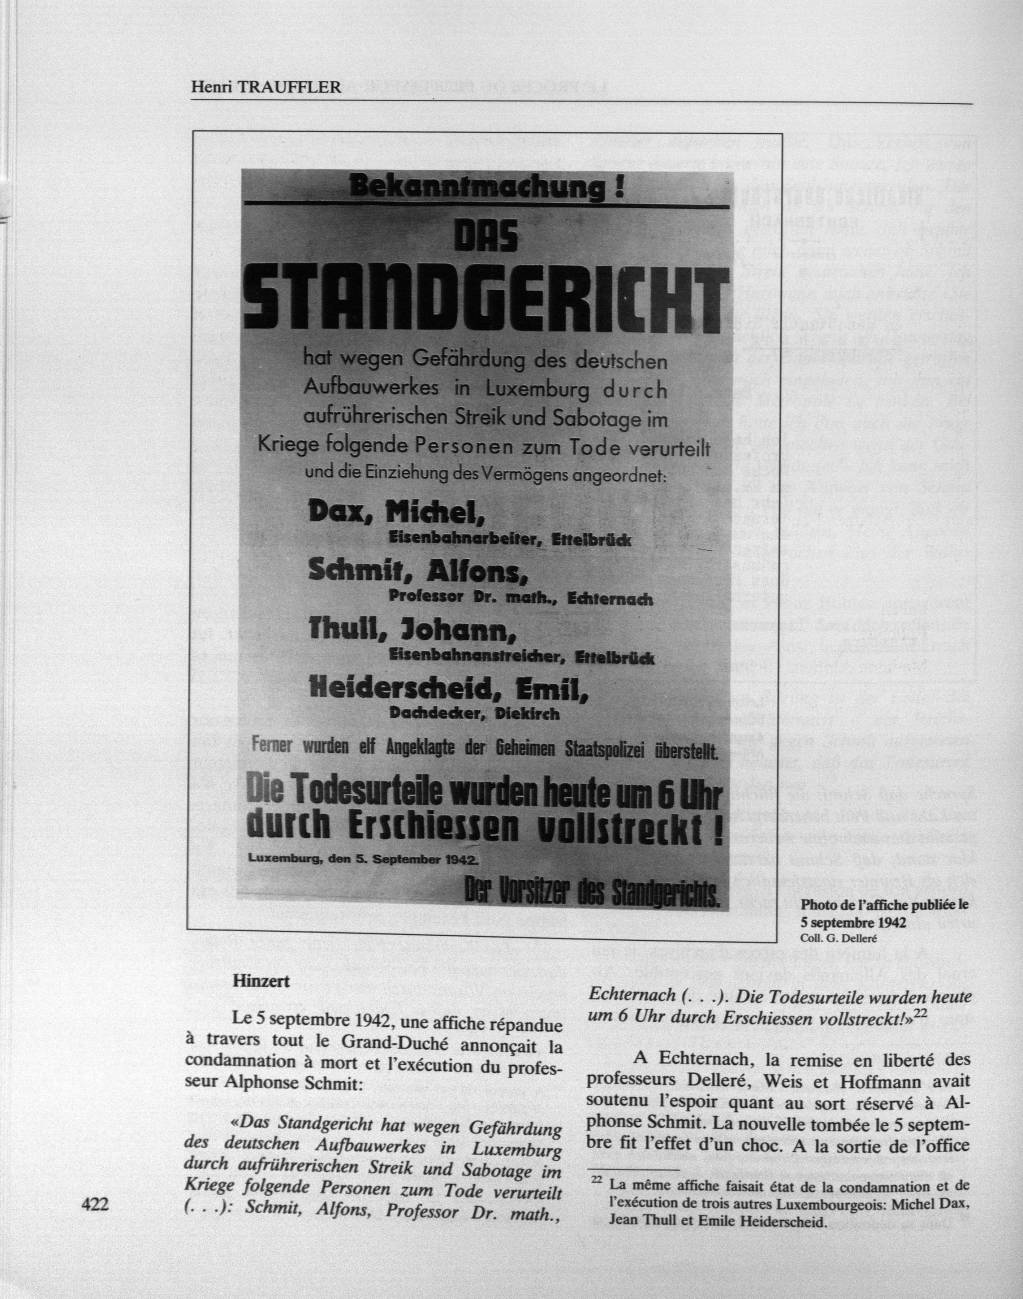 Henri TRAUFFLER
Bekanntmachung !
DAS
STANDGERICHT
hat wegen Gefährdung des deutschen
Aufbauwerkes in Luxemburg durch
aufrührerischen Streik und Sabotage im
Kriege folgende Personen zum Tode verurteilt
und die Einziehung des Vermögens angeordnet:
Dax, Michel,
Eisenbahnarbeiter, Ettelbrück
Schmit, Alfons,
Professor Dr. math., Echternach
Thull, Johann,
Eisenbahnanstreicher, Ettelbrück
Heiderscheid, Emil,
Dachdecker, Diekirch
Ferner wurden elf Angeklagte der Geheimen Staatspolizei überstellt.
Die Todesurteile wurden heute um 6 Uhr
durch Erschiessen vollstreckt !
Luxemburg, den 5. September 1942.
Der Vorsitzer des Standgerichts.
Photo de l'affiche publiée le
5 septembre 1942
Coll. G. Delleré
Hinzert
Le 5 septembre 1942, une affiche répandue
à travers tout le Grand-Duché annonçait la
condamnation à mort et l'exécution du profes-
seur Alphonse Schmit:
«Das Standgericht hat wegen Gefährdung
des deutschen Aufbauwerkes in Luxemburg
durch aufrührerischen Streik und Sabotage im
Kriege folgende Personen zum Tode verurteilt
(. . .): Schmit, Alfons, Professor Dr. math.,
Echternach (. . .). Die Todesurteile wurden heute
um 6 Uhr durch Erschiessen vollstreckt!»22
A Echternach, la remise en liberté des
professeurs Delleré, Weis et Hoffmann avait
soutenu l'espoir quant au sort réservé à Al-
phonse Schmit. La nouvelle tombée le 5 septem-
bre fit l'effet d'un choc. A la sortie de l'office
22 La même affiche faisait état de la condamnation et de
l'exécution de trois autres Luxembourgeois: Michel Dax,
Jean Thull et Emile Heiderscheid.
422